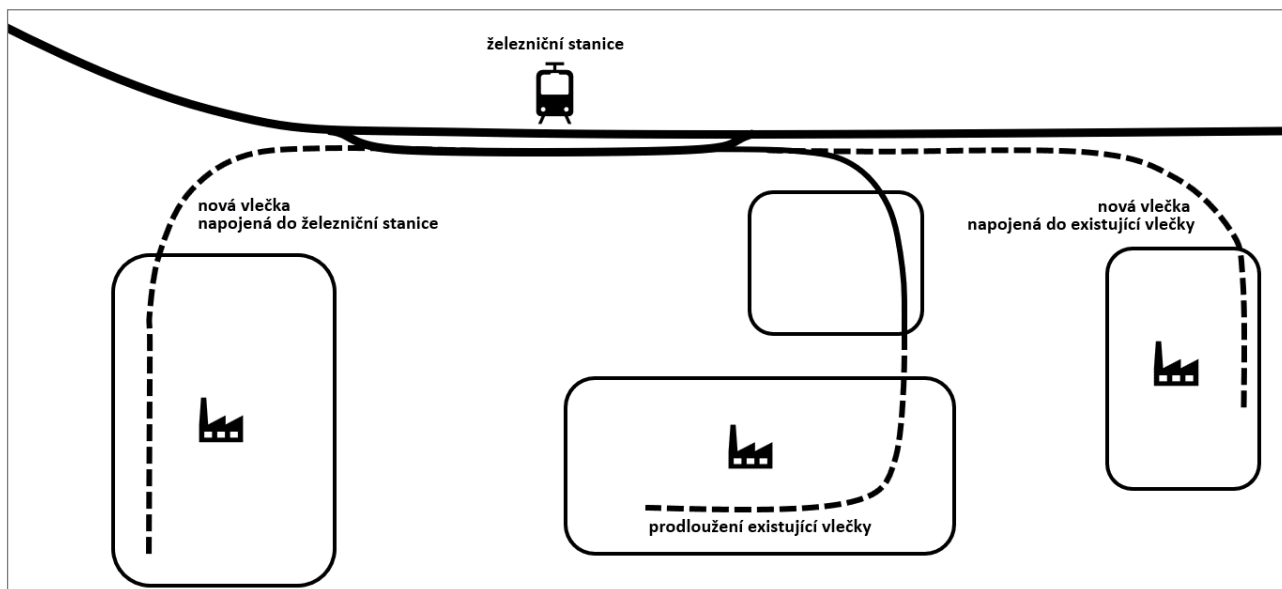 železniční stanice
nová vlečka
napojená do železniční stanice
nová vlečka
napojená do existující vlečky
prodloužení existující vlečky